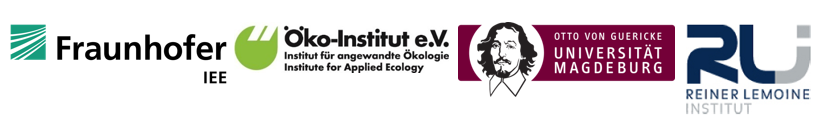 Fraunhofer
IEE
Öko-Institut e.V.
Institut für angewandte Ökologie
Institute for Applied Ecology
OTTO VON GUERICKE
UNIVERSITÄT
MAGDEBURG
RLI
REINER LEMOINE
INSTITUT